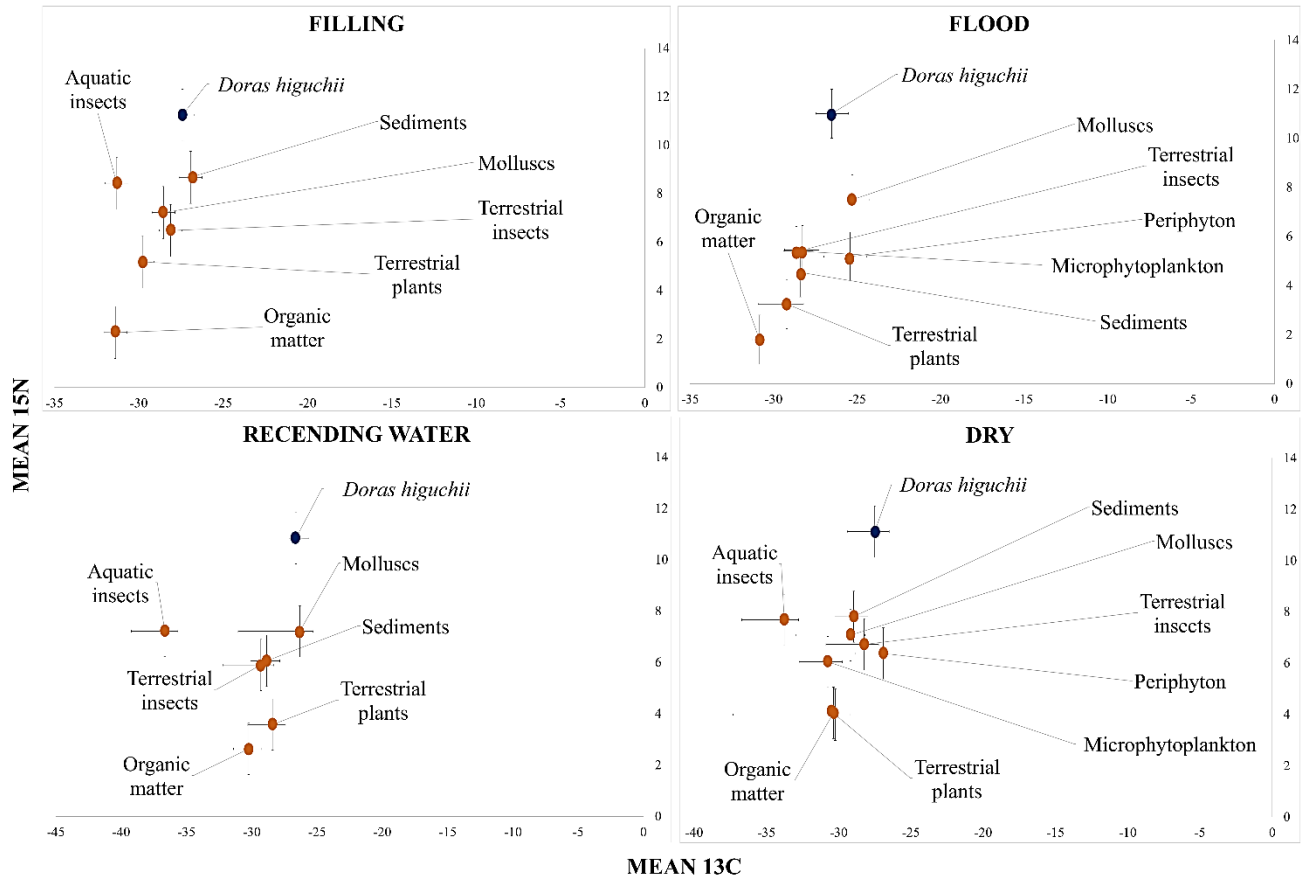 FILLING
Aquatic
insects
Doras higuchii
Sediments
Molluscs
Terrestrial
insects
Terrestrial
plants
Organic
matter
14
12
10
8
6
4
2
0
-35 -30 -25 -20 -15 -10 -5 0
FLOOD
Doras higuchii
Molluscs
Terrestrial
insects
Organic
matter
Periphyton
Microphytoplankton
Sediments
Terrestrial
plants
14
12
10
8
6
4
2
0
-35 -30 -25 -20 -15 -10 -5 0
MEAN 15N
RECENDING WATER
Doras higuchii
Molluscs
Aquatic
insects
Sediments
Terrestrial
insects
Terrestrial
plants
Organic
matter
14
12
10
8
6
4
2
0
-45 -40 -35 -30 -25 -20 -15 -10 -5 0
DRY
Doras higuchii
Sediments
Molluscs
Aquatic
insects
Terrestrial
insects
Periphyton
Microphytoplankton
Organic
matter
Terrestrial
plants
14
12
10
8
6
4
2
0
-40 -35 -30 -25 -20 -15 -10 -5 0
MEAN 13C